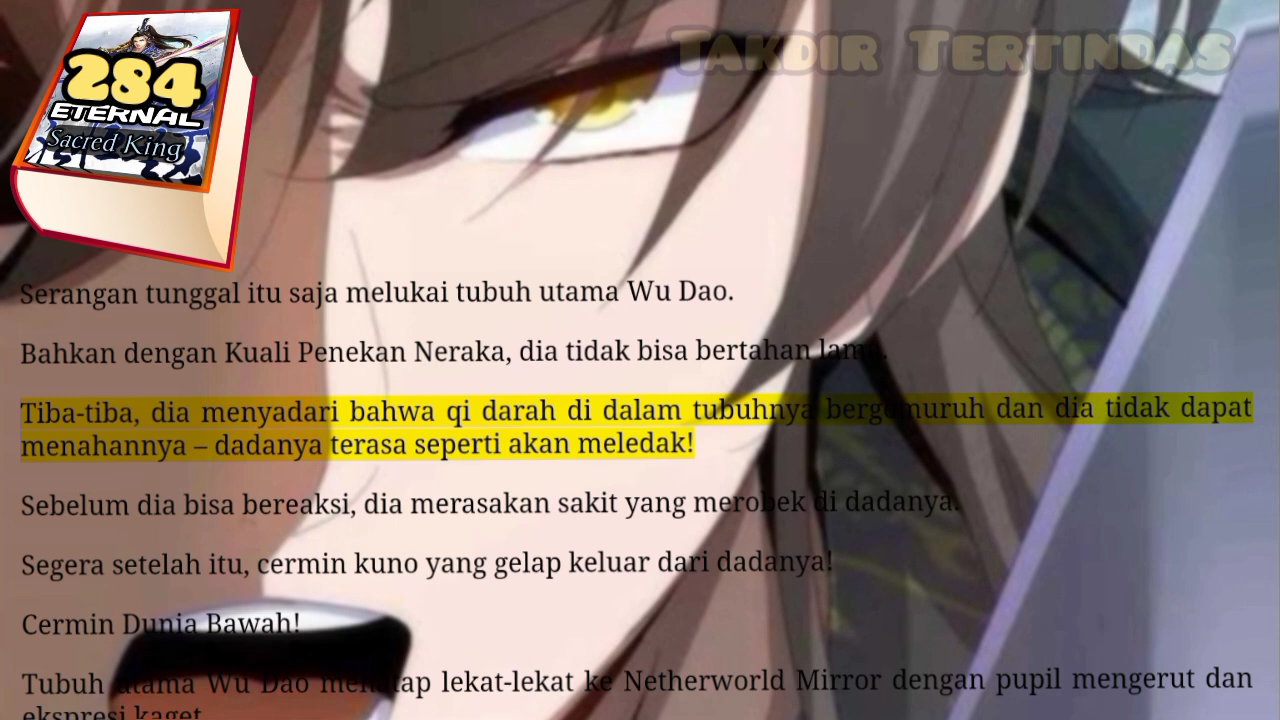 284
ETERNAL
Sacred King
TAKDIR TERTINDAS
Serangan tunggal itu saja melukai tubuh utama Wu Dao.
Bahkan dengan Kuali Penekan Neraka, dia tidak bisa bertahan lama.
Tiba-tiba, dia menyadari bahwa qi darah di dalam tubuhnya bergemuruh dan dia tidak dapat
menahannya – dadanya terasa seperti akan meledak!
Sebelum dia bisa bereaksi, dia merasakan sakit yang merobek di dadanya.
Segera setelah itu, cermin kuno yang gelap keluar dari dadanya!
Cermin Dunia Bawah!
Tubuh utama Wu Dao menatap lekat-lekat ke Netherworld Mirror dengan pupil mengerut dan
ekspresi kaget.